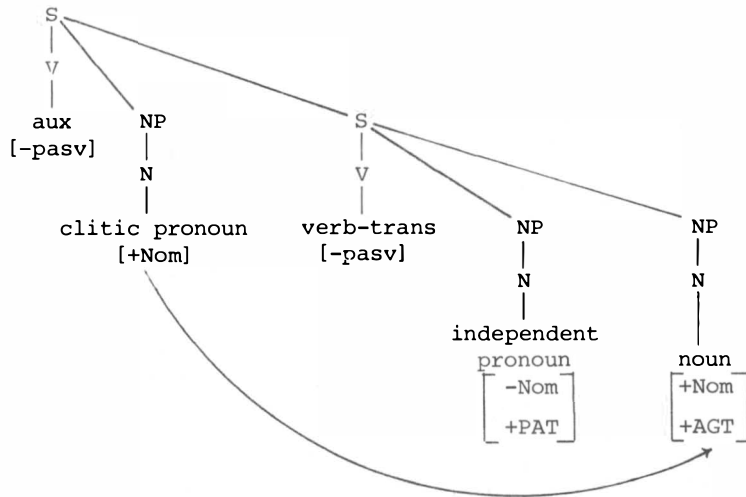 S
V
aux NP S
[-pasv]
N V
clitic pronoun verb-trans NP NP
[+Nom] [-pasv]
N N
independent
pronoun noun
[-Nom [+Nom
+PAT] +AGT]